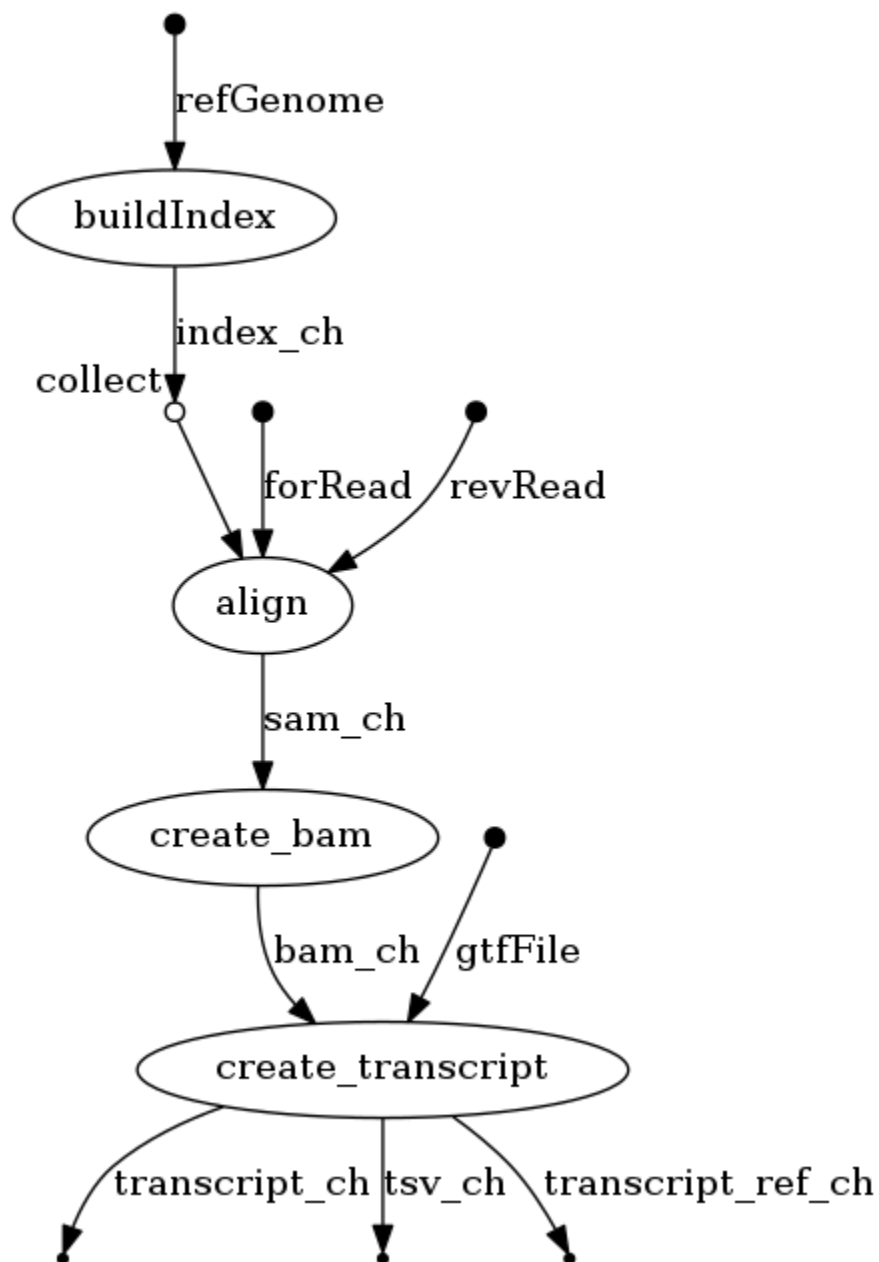 refGenome
buildIndex
index_ch
collect
forRead
revRead
align
sam_ch
create_bam
bam_ch
gtfFile
create_transcript
transcript_ch
tsv_ch
transcript_ref_ch